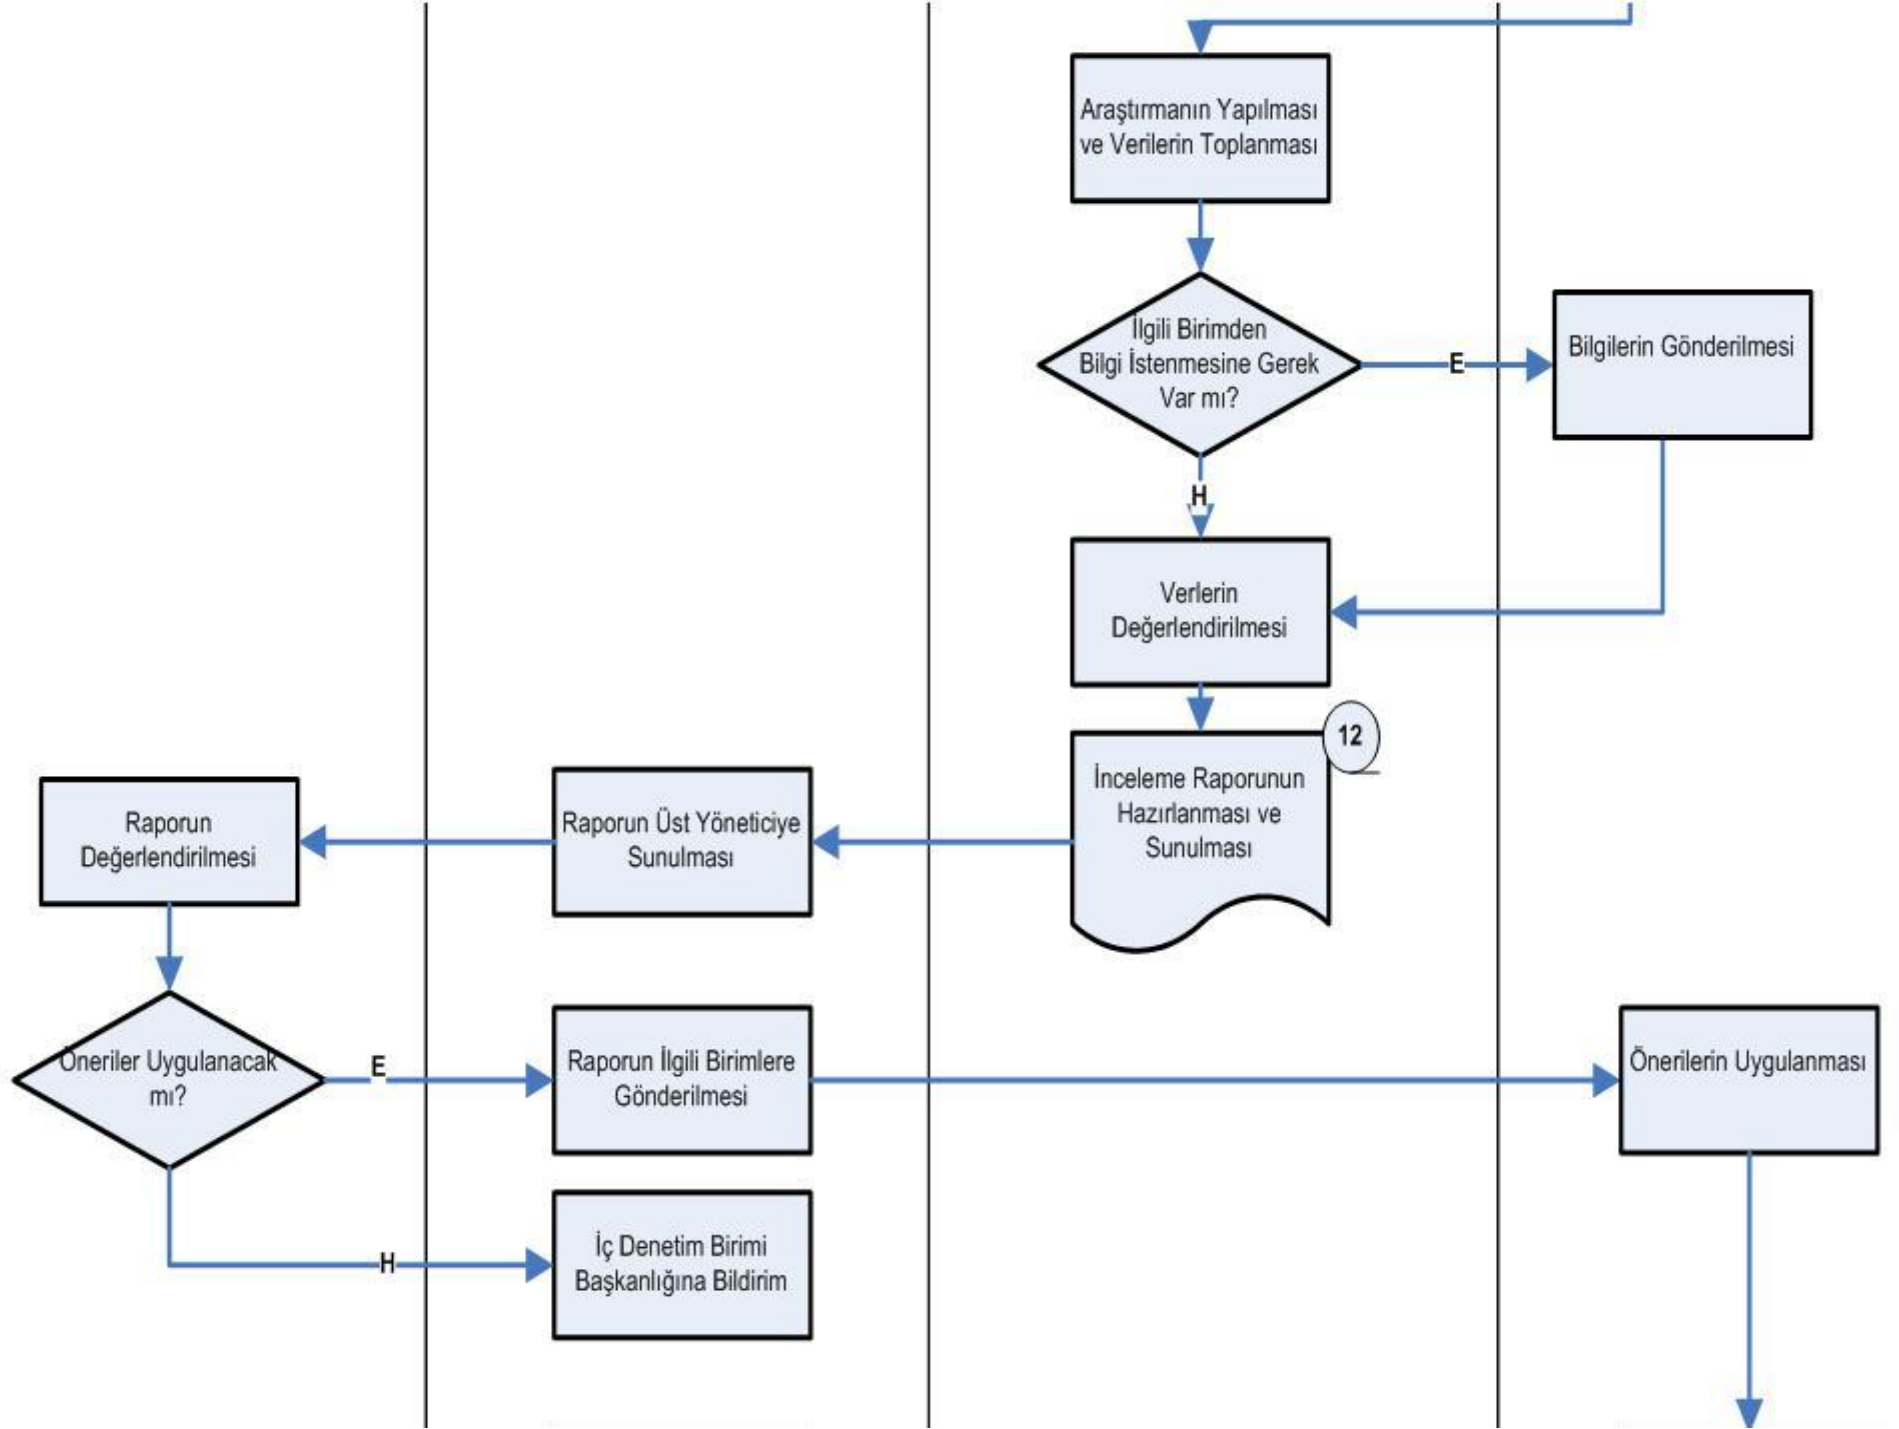 Araştırmanın Yapılması
ve Verilerin Toplanması
İlgili Birimden
Bilgi İstenmesine Gerek
Var mı?
E
Bilgilerin Gönderilmesi
H
Verlerin
Değerlendirilmesi
12
İnceleme Raporunun
Hazırlanması ve
Sunulması
Raporun Üst Yöneticiye
Sunulması
Raporun
Değerlendirilmesi
Öneriler Uygulanacak
mı?
E
Raporun İlgili Birimlere
Gönderilmesi
Önerilerin Uygulanması
H
İç Denetim Birimi
Başkanlığına Bildirim